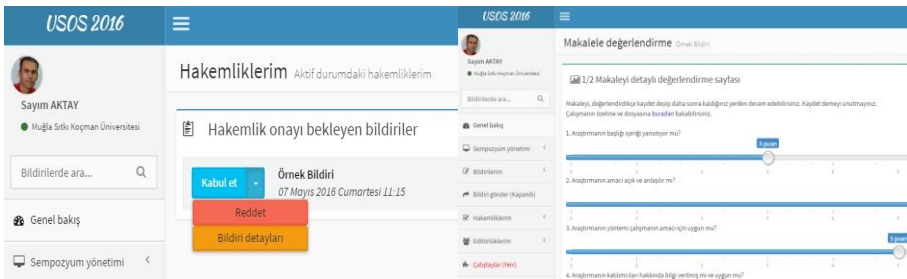 USOS 2016
Sayım AKTAY
Muğla Sıtkı Koçman Üniversitesi
Bildirilerde ara...
Genel bakış
Sempozyum yönetimi
Hakemliklerim Aktif durumdaki hakemliklerim
Hakemlik onayı bekleyen bildiriler
Kabul et
Örnek Bildiri
07 Mayıs 2016 Cumartesi 11:15
Reddet
Bildiri detayları
USOS 2016
Sayım AKTAY
Muğla Sıtkı Koçman Üniversitesi
Bildirilerde ara...
Genel bakış
Sempozyum yönetimi
Bildirilerim
Bildiri gönder (Kapandı)
Hakemliklerim
Editörlüklerim
Çalıştaylar (Yeni)
Makalele değerlendirme Örnek Bildiri
1/2 Makaleyi detaylı değerlendirme sayfası
Makaleyi, değerlendirdikçe kaydet deyip daha sonra kaldığınız yerden devam edebilirsiniz. Kaydet demeyi unutmayınız.
Çalışmanın özetine ve dosyasına buradan bakabilirsiniz.
1. Araştırmanın başlığı içeriği yansıtıyor mu?
3 puan
2. Araştırmanın amacı açık ve anlaşılır mı?
3. Araştırmanın yöntemi çalışmanın amacı için uygun mu?
5 puan
4. Araştırmanın katılımcıları hakkında bilgi verilmiş mi ve uygun mu?